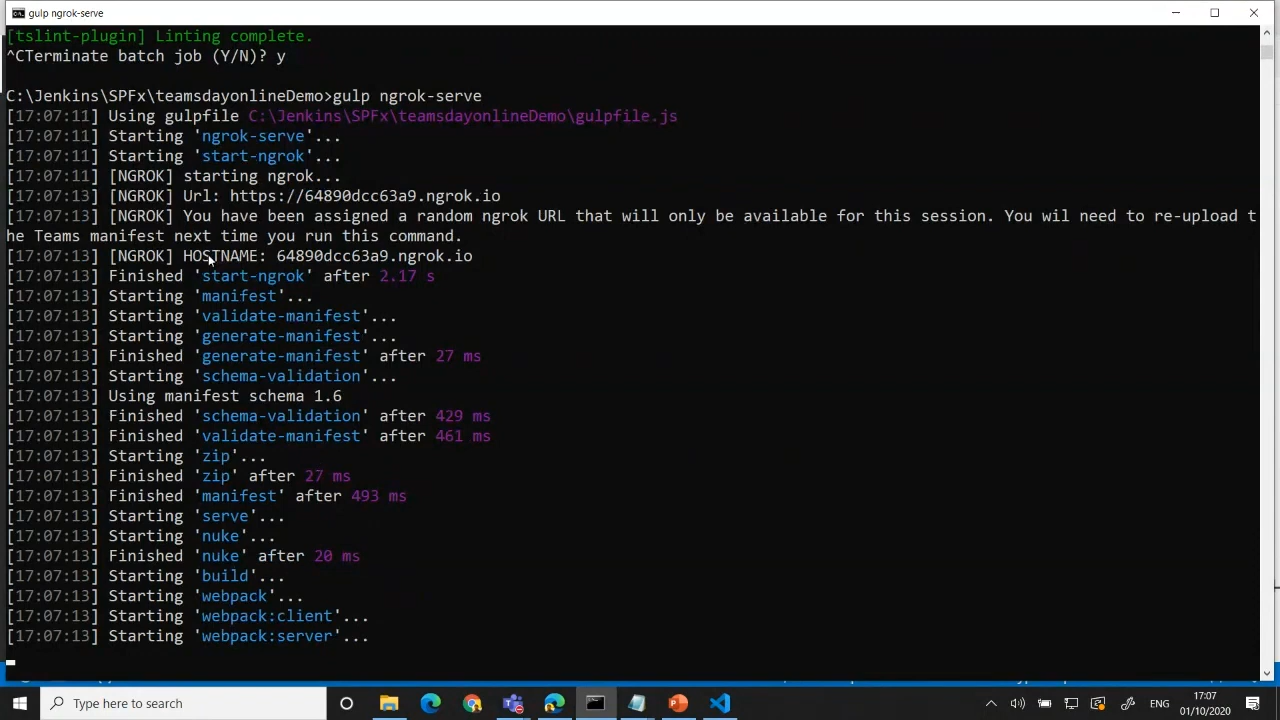 gulp ngrok-serve
[tslint-plugin] Linting complete.
^CTerminate batch job (Y/N)? y
C:\Jenkins\SPFx\teamsdayonlineDemo>gulp ngrok-serve
[17:07:11] Using gulpfile C:\Jenkins\SPFx\teamsdayonlineDemo\gulpfile.js
[17:07:11] Starting 'ngrok-serve'...
[17:07:11] Starting 'start-ngrok'...
[17:07:11] [NGROK] starting ngrok...
[17:07:13] [NGROK] Url: https://64890dcc63a9.ngrok.io
[17:07:13] [NGROK] You have been assigned a random ngrok URL that will only be available for this session. You wil need to re-upload t
he Teams manifest next time you run this command.
[17:07:13] [NGROK] HOSTNAME: 64890dcc63a9.ngrok.io
[17:07:13] Finished 'start-ngrok' after 2.17 s
[17:07:13] Starting 'manifest'...
[17:07:13] Starting 'validate-manifest'...
[17:07:13] Starting 'generate-manifest'...
[17:07:13] Finished 'generate-manifest' after 27 ms
[17:07:13] Starting 'schema-validation'...
[17:07:13] Using manifest schema 1.6
[17:07:13] Finished 'schema-validation' after 429 ms
[17:07:13] Finished 'validate-manifest' after 461 ms
[17:07:13] Starting 'zip'...
[17:07:13] Finished 'zip' after 27 ms
[17:07:13] Finished 'manifest' after 493 ms
[17:07:13] Starting 'serve'...
[17:07:13] Starting 'nuke'...
[17:07:13] Finished 'nuke' after 20 ms
[17:07:13] Starting 'build'...
[17:07:13] Starting 'webpack'...
[17:07:13] Starting 'webpack:client'...
[17:07:13] Starting 'webpack:server'...
Type here to search
ENG
17:07
01/10/2020